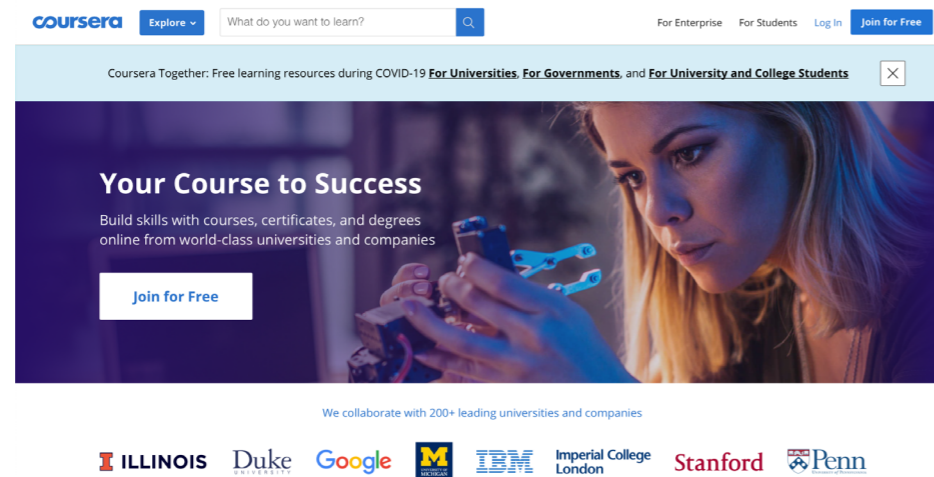 coursera
Explore
What do you want to learn?
For Enterprise
For Students
Log In
Join for Free
Coursera Together: Free learning resources during COVID-19 For Universities, For Governments, and For University and College Students
Your Course to Success
Build skills with courses, certificates, and degrees
online from world-class universities and companies
Join for Free
We collaborate with 200+ leading universities and companies
I ILLINOIS
Duke
UNIVERSITY
Google
M
UNIVERSITY OF
MICHIGAN
IBM
Imperial College
London
Stanford
Penn